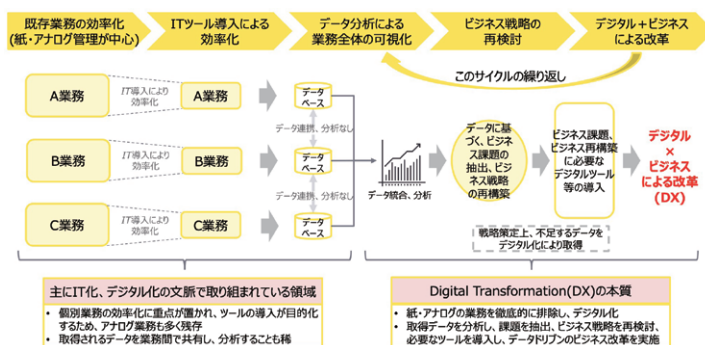 既存業務の効率化
(紙・アナログ管理が中心)
ITツール導入による
効率化
データ分析による
業務全体の可視化
ビジネス戦略の
再検討
デジタル+ビジネス
による改革
このサイクルの繰り返し
A業務
IT導入により
効率化
A業務
データ
ベース
データ連携、分析なし
B業務
IT導入により
効率化
B業務
データ
ベース
データ連携、分析なし
C業務
IT導入により
効率化
C業務
データ
ベース
データ統合、分析
データに基
づく、ビジネ
ス課題の
抽出、ビジ
ネス戦略
の再構築
ビジネス課題、
ビジネス再構築
に必要な
デジタルツール
等の導入
デジタル
×
ビジネス
による改革
(DX)
戦略策定上、不足するデータを
デジタル化により取得
主にIT化、デジタル化の文脈で取り組まれている領域
• 個別業務の効率化に重点が置かれ、ツールの導入が目的化
するため、アナログ業務も多く残存
• 取得されるデータを業務間で共有し、分析することも稀
Digital Transformation(DX)の本質
• 紙・アナログの業務を徹底的に排除し、デジタル化
• 取得データを分析し、課題を抽出、ビジネス戦略を再検討、
必要なツールを導入し、データドリブンのビジネス改革を実施